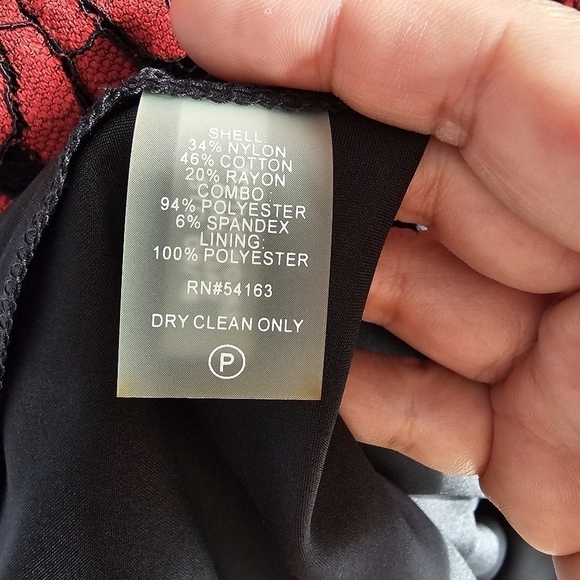 SHELL:
34% NYLON
46% COTTON
20% RAYON
COMBO:
94% POLYESTER
6% SPANDEX
LINING:
100% POLYESTER
RN#54163
DRY CLEAN ONLY
P